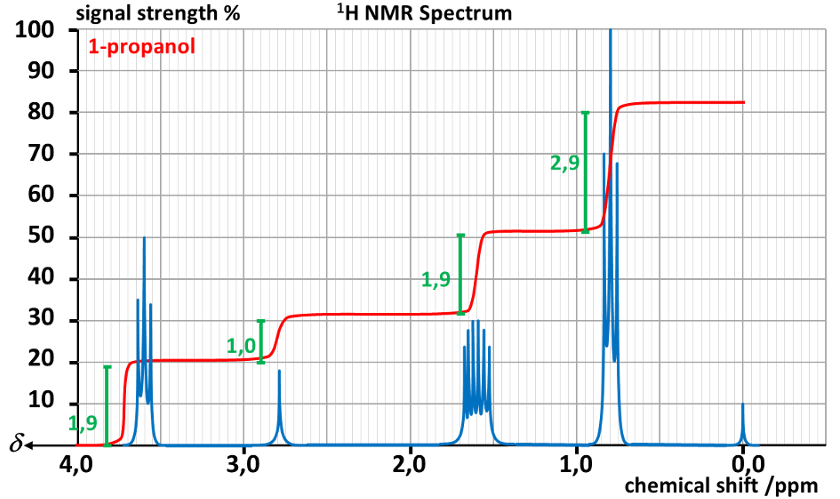 signal strength %
¹H NMR Spectrum
1-propanol
100
90
80
70
60
50
40
30
20
10
2,9
1,9
1,0
1,9
δ
4,0 3,0 2,0 1,0 0,0
chemical shift /ppm